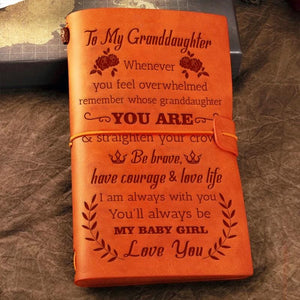 To My Granddaughter
Whenever
you feel overwhelmed
remember whose granddaughter
YOU ARE
& straighten your crow
Be brave,
have courage & love life
I am always with you
You'll always be
MY BABY GIRL
Love You